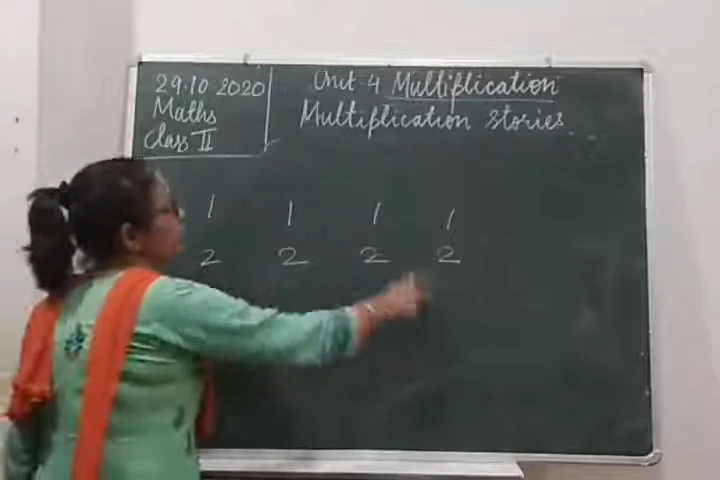 29.10 2020
Maths
Class II
Unit-4 Multiplication
Multiplication stories.
1 1 1 1
2 2 2 2